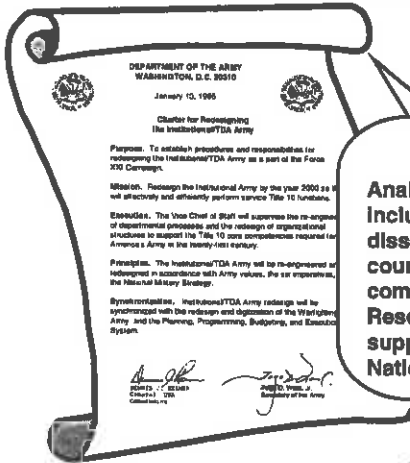 DEPARTMENT OF THE ARMY
WASHINGTON, D.C. 20310
January 13, 1995
Charter for Redesigning
the Institutional/TDA Army
Purpose. To establish procedures and responsibilities for
redesigning the Institutional/TDA Army as a part of the Force
XXI Campaign.
Mission. Redesign the Institutional Army by the year 2000 so it
will effectively and efficiently perform service Title 10 functions.
Execution. The Vice Chief of Staff will supervise the re-engineer
of departmental processes and the redesign of organizational
structures to support the Title 10 core competencies required for
America's Army in the twenty-first century.
Principles. The Institutional/TDA Army will be re-engineered and
redesigned in accordance with Army values, the six imperatives,
the National Military Strategy.
Synchronization. Institutional/TDA Army redesign will be
synchronized with the redesign and digitization of the Warfighting
Army and the Planning, Programming, Budgeting, and Execution
System.
Secretary of the Army
Anal
inclu
diss
coun
com
Rese
supp
Natio